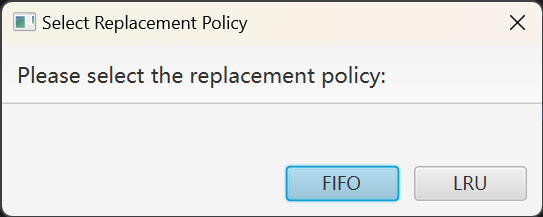 Select Replacement Policy
Please select the replacement policy:
FIFO
LRU